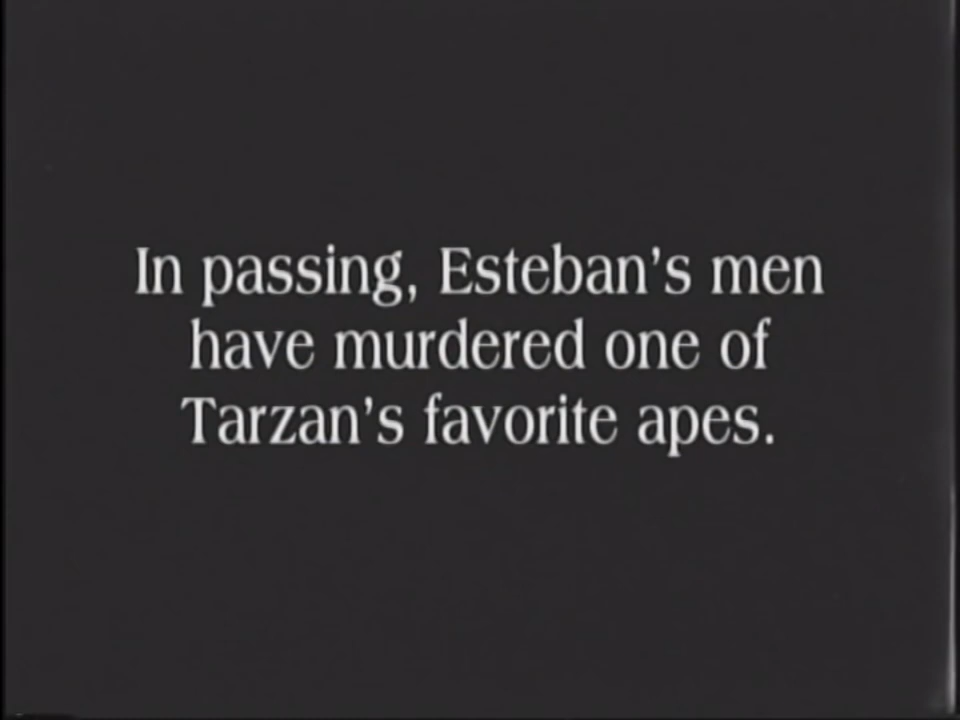 In passing, Esteban’s men
have murdered one of
Tarzan’s favorite apes.